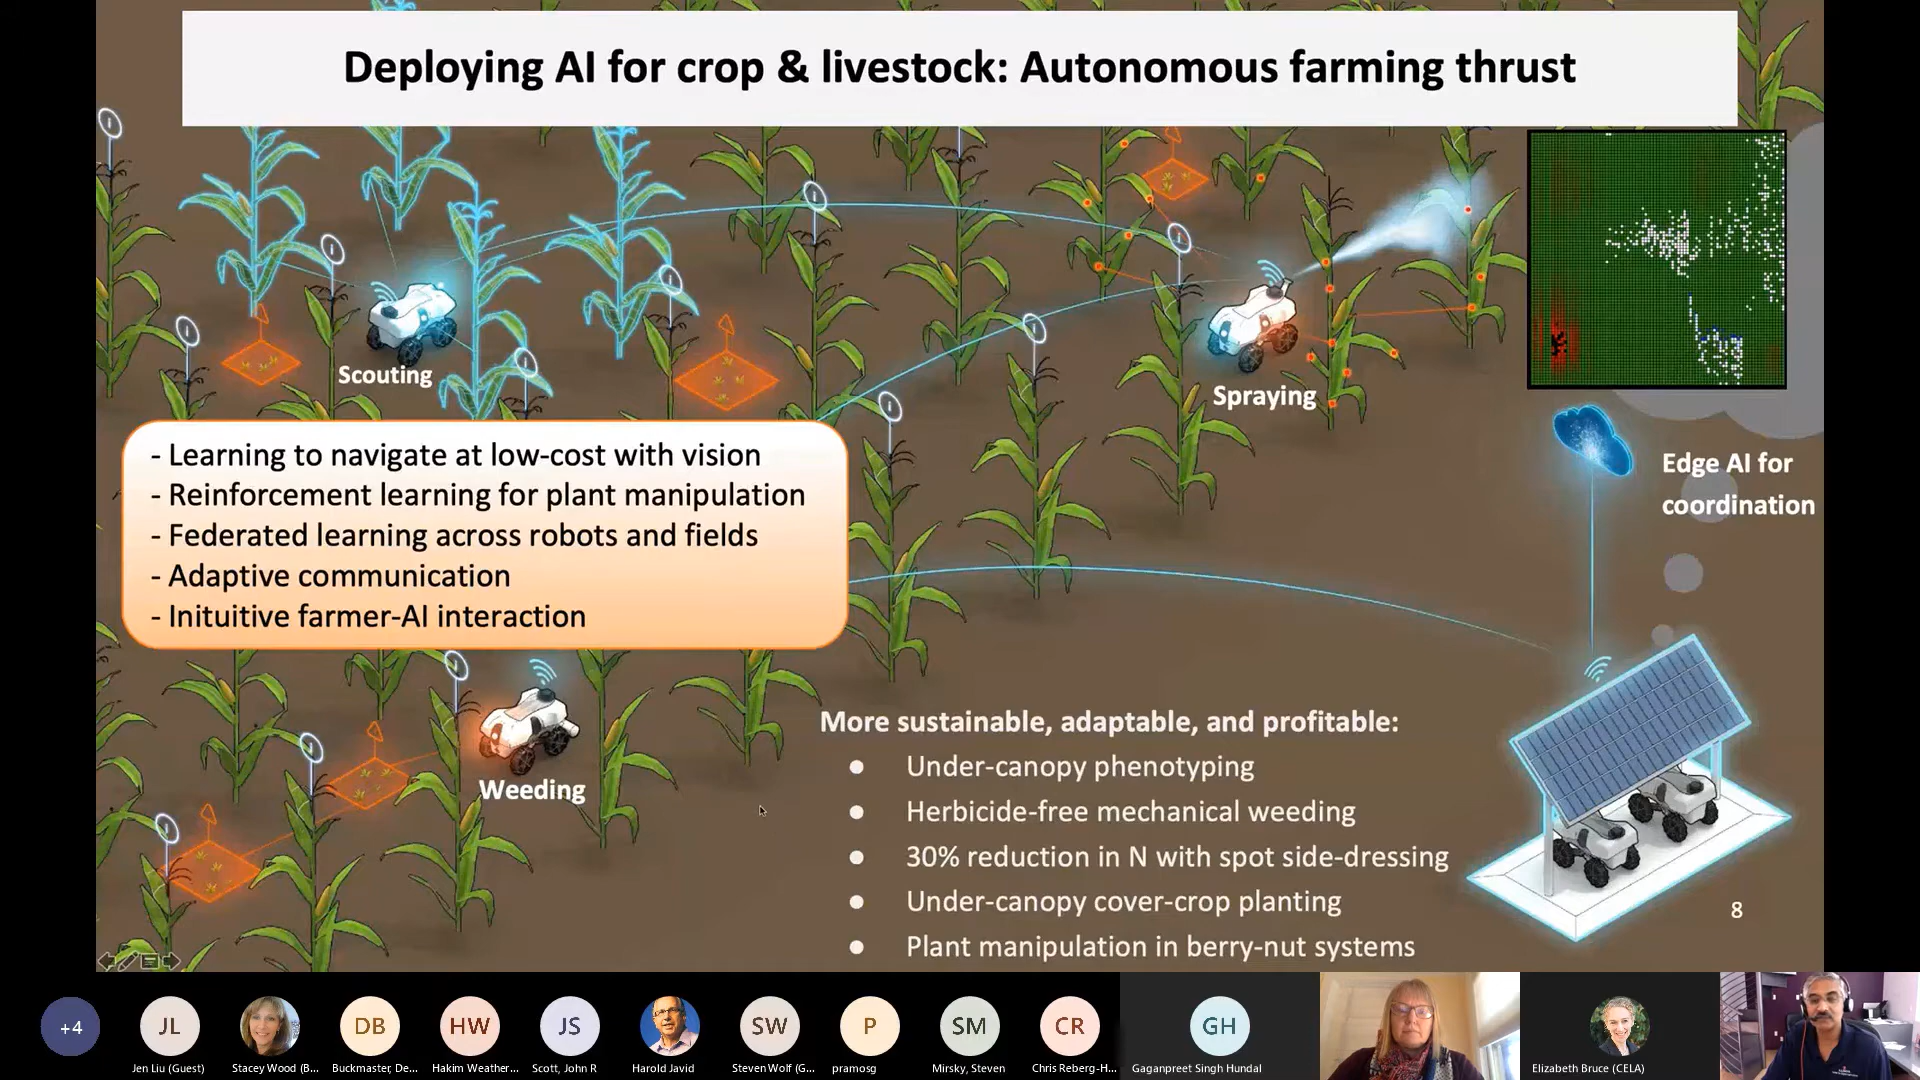 Deploying AI for crop & livestock: Autonomous farming thrust
Scouting
Spraying
- Learning to navigate at low-cost with vision
- Reinforcement learning for plant manipulation
- Federated learning across robots and fields
- Adaptive communication
- Inituitive farmer-AI interaction
Edge AI for
coordination
Weeding
More sustainable, adaptable, and profitable:
● Under-canopy phenotyping
● Herbicide-free mechanical weeding
● 30% reduction in N with spot side-dressing
● Under-canopy cover-crop planting
● Plant manipulation in berry-nut systems
8
+4
JL
DB
HW
JS
SW
P
SM
CR
GH
Jen Liu (Guest)
Stacey Wood (B...
Buckmaster, De...
Hakim Weather...
Scott, John R
Harold Javid
Steven Wolf (G...
pramosg
Mirsky, Steven
Chris Reberg-H...
Gaganpreet Singh Hundal
Elizabeth Bruce (CELA)